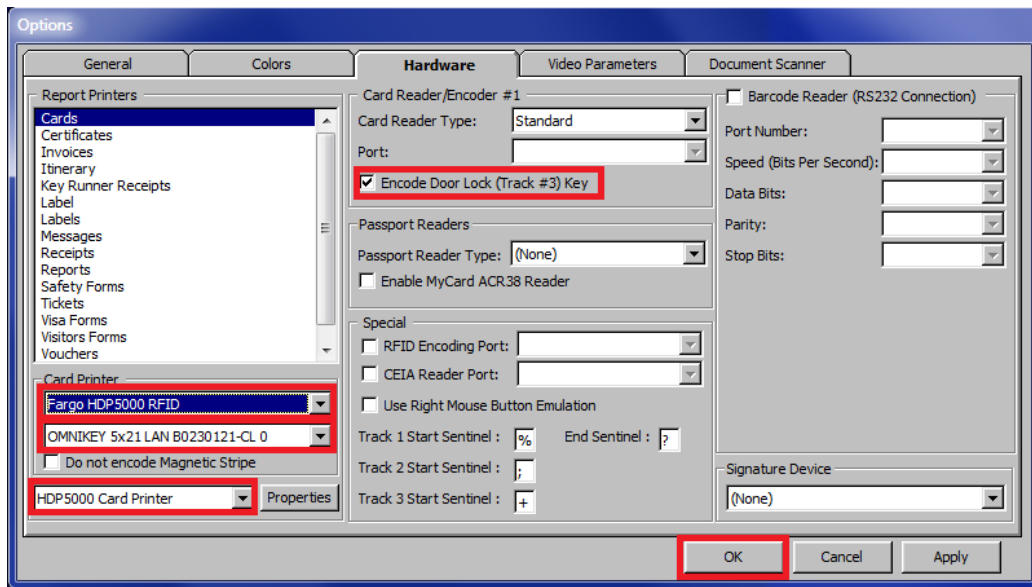 Options
General
Colors
Hardware
Video Parameters
Document Scanner
Report Printers
Cards
Certificates
Invoices
Itinerary
Key Runner Receipts
Label
Labels
Messages
Receipts
Reports
Safety Forms
Tickets
Visa Forms
Visitors Forms
Vouchers
Card Printer
Fargo HDP5000 RFID
OMNIKEY 5x21 LAN B0230121-CL 0
Do not encode Magnetic Stripe
HDP5000 Card Printer
Properties
Card Reader/Encoder #1
Card Reader Type: Standard
Port:
Encode Door Lock (Track #3) Key
Passport Readers
Passport Reader Type: (None)
Enable MyCard ACR38 Reader
Special
RFID Encoding Port:
CEIA Reader Port:
Use Right Mouse Button Emulation
Track 1 Start Sentinel : % End Sentinel : ?
Track 2 Start Sentinel : ;
Track 3 Start Sentinel : +
Barcode Reader (RS232 Connection)
Port Number:
Speed (Bits Per Second):
Data Bits:
Parity:
Stop Bits:
Signature Device
(None)
OK
Cancel
Apply